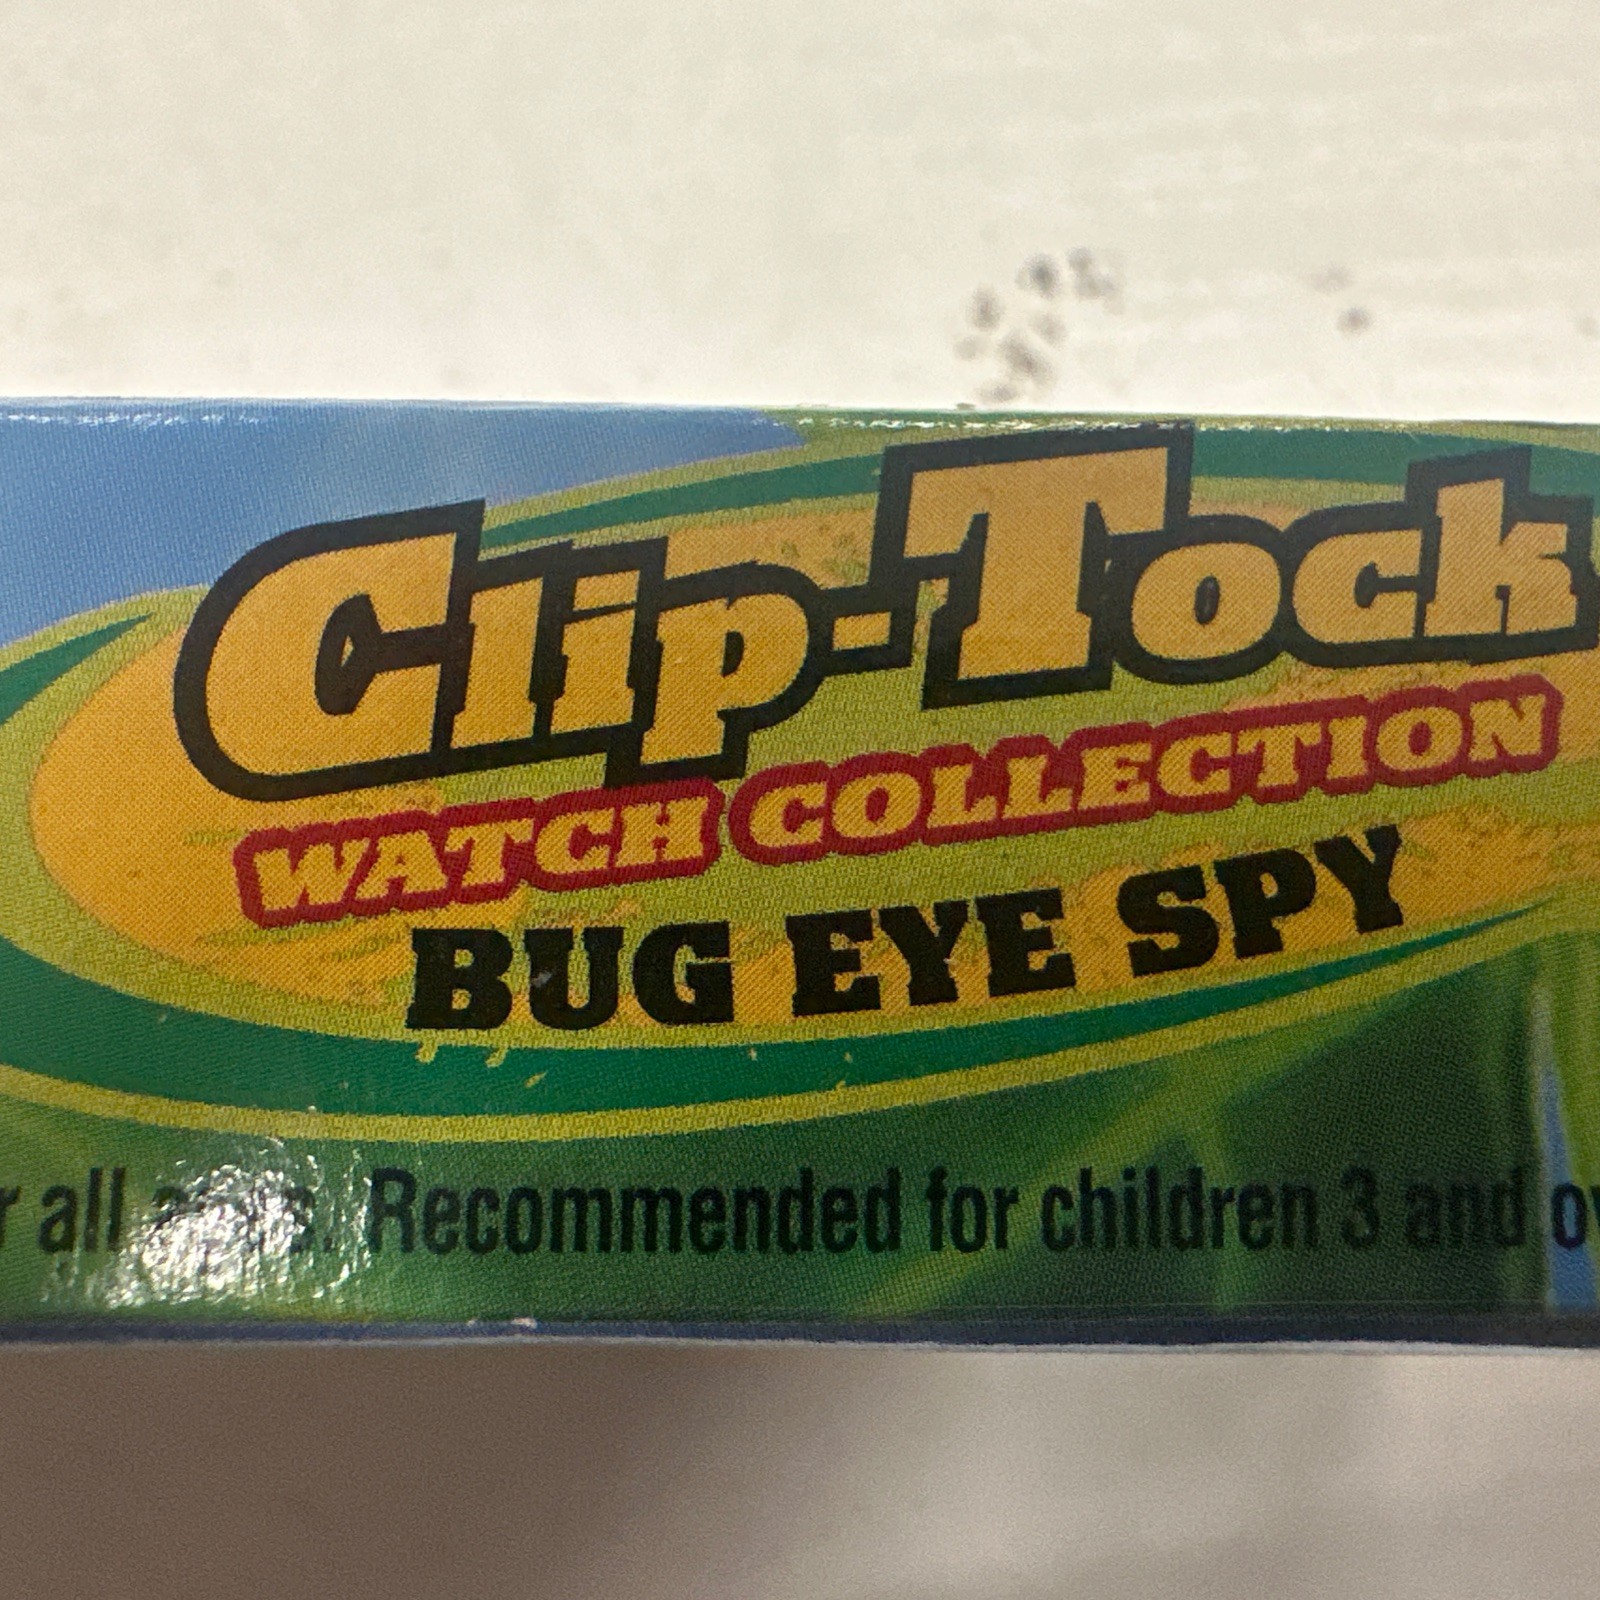 Clip-Tock
WATCH COLLECTION
BUG EYE SPY
all Recommended for children 3 and